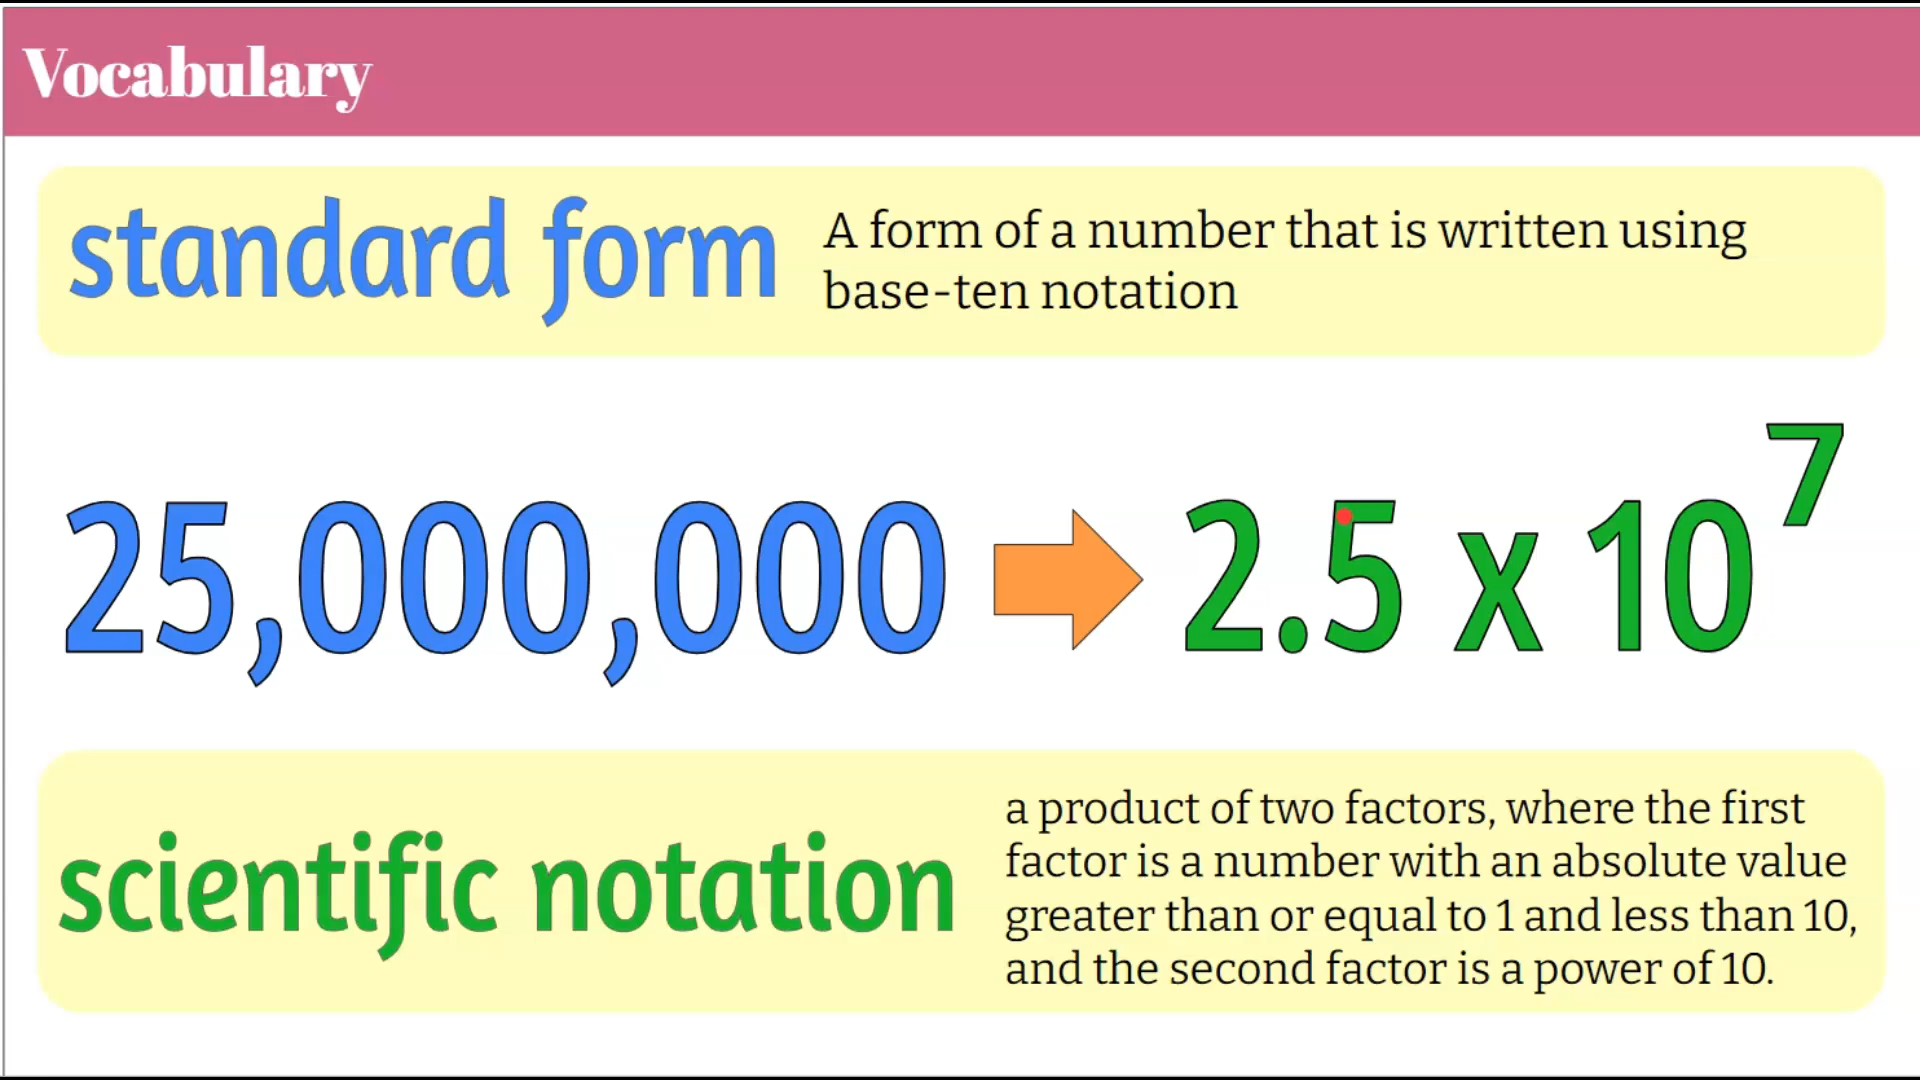 Vocabulary
standard form
A form of a number that is written using
base-ten notation
25,000,000
2.5 x 10⁷
scientific notation
a product of two factors, where the first
factor is a number with an absolute value
greater than or equal to 1 and less than 10,
and the second factor is a power of 10.